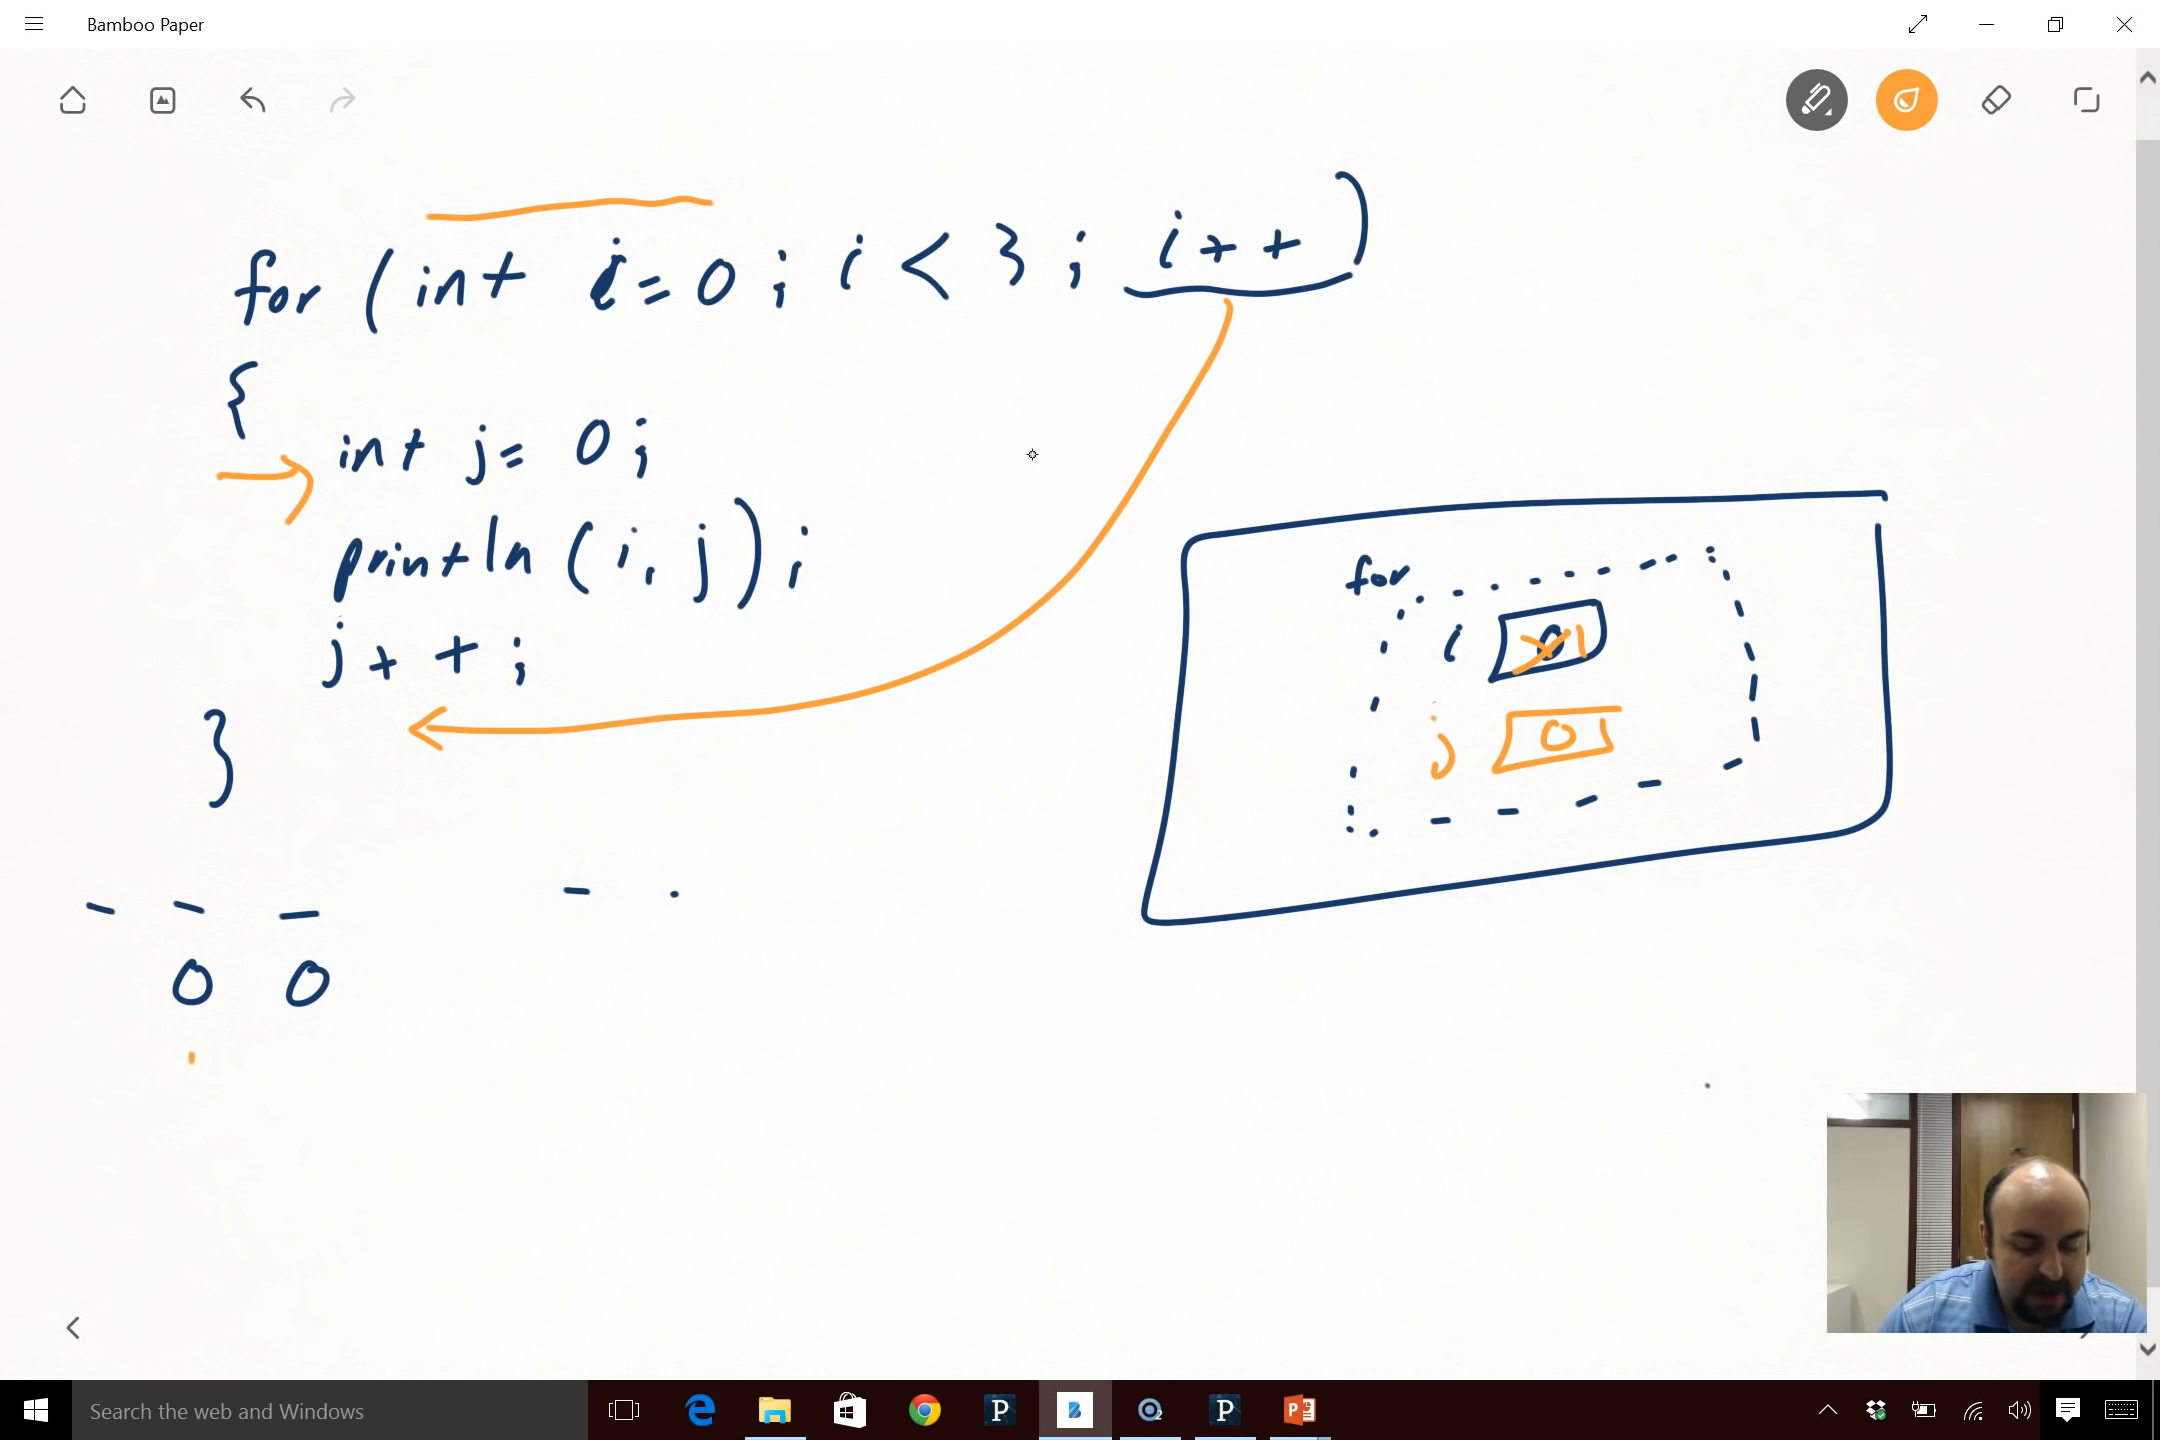 Bamboo Paper
for (int i=0; i < 3; i++)
{
int j= 0;
println (i, j);
j++;
}
for
i 0 1
j 0
- - - - .
0 0
Search the web and Windows